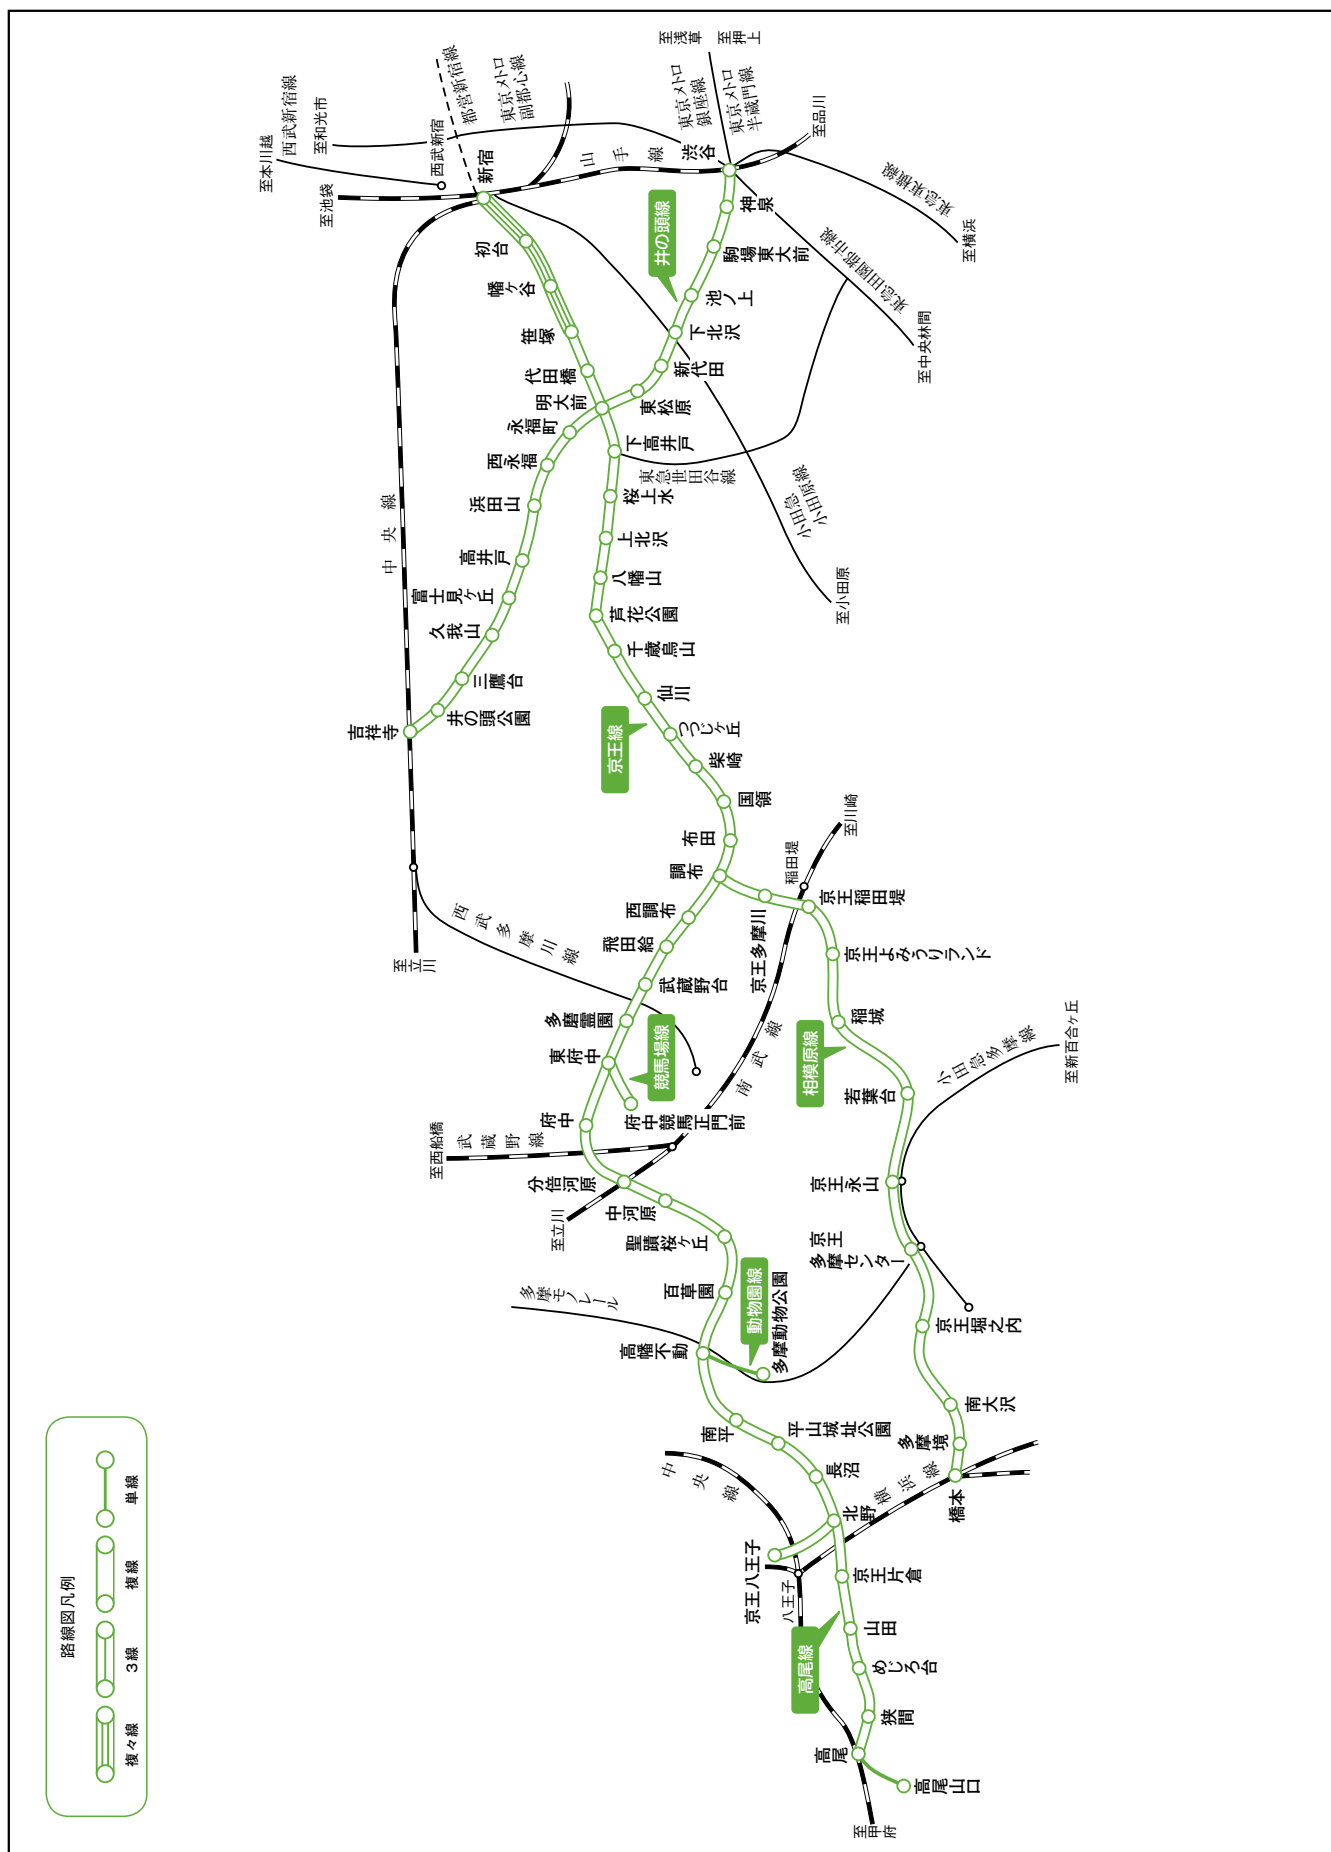 路線図凡例
単線
複線
3線
複々線
至本川越
西武新宿線
至和光市
至池袋
西武新宿
都営新宿線
東京メトロ
副都心線
東京メトロ
銀座線
至浅草
至押上
東京メトロ
半蔵門線
至品川
山手線
東急東横線
至横浜
東急田園都市線
至中央林間
小田急
小田原線
至小田原
東急世田谷線
中央線
至立川
西武多摩川線
井の頭線
渋谷
神泉
駒場東大前
池ノ上
下北沢
新代田
東松原
明大前
永福町
西永福
浜田山
高井戸
富士見ヶ丘
久我山
三鷹台
井の頭公園
吉祥寺
京王線
新宿
初台
幡ヶ谷
笹塚
代田橋
下高井戸
桜上水
上北沢
八幡山
芦花公園
千歳烏山
仙川
つつじヶ丘
柴崎
国領
布田
調布
西調布
飛田給
武蔵野台
多磨霊園
東府中
府中
分倍河原
中河原
聖蹟桜ヶ丘
百草園
高幡不動
南平
平山城址公園
長沼
北野
京王八王子
競馬場線
府中競馬正門前
動物園線
多摩動物公園
相模原線
京王多摩川
京王稲田堤
京王よみうりランド
稲城
若葉台
京王永山
京王
多摩センター
京王堀之内
南大沢
多摩境
橋本
高尾線
京王片倉
山田
めじろ台
狭間
高尾
高尾山口
稲田堤
至川崎
南武線
至西船橋
武蔵野線
至立川
多摩モノレール
小田急多摩線
至新百合ヶ丘
中央線
横浜線
八王子
至甲府